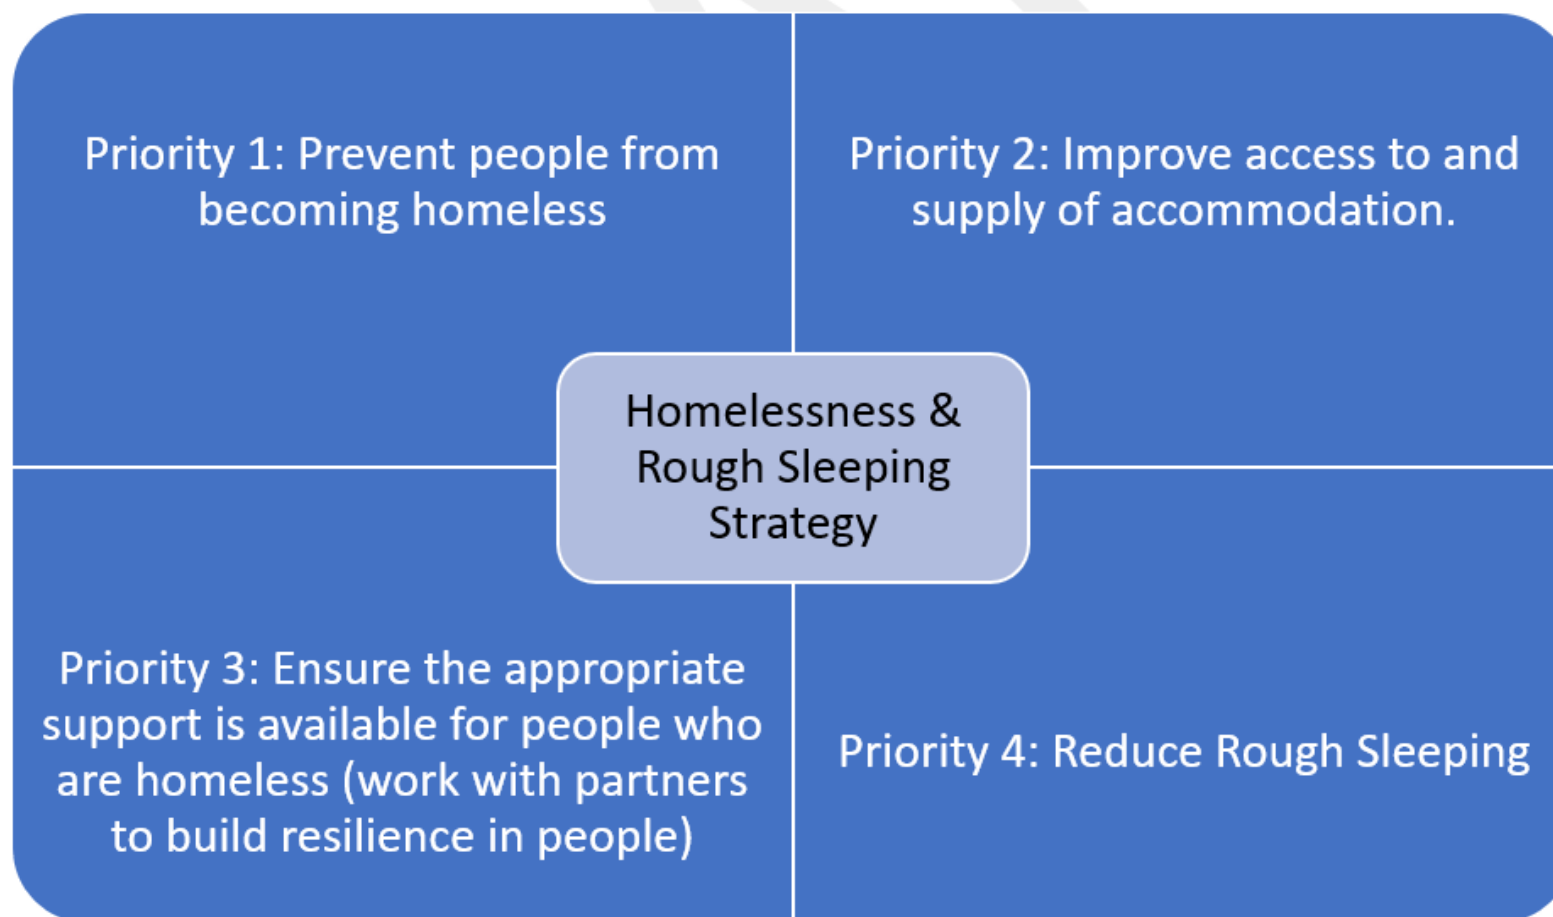 Priority 1: Prevent people from
becoming homeless
Priority 2: Improve access to and
supply of accommodation.
Homelessness &
Rough Sleeping
Strategy
Priority 3: Ensure the appropriate
support is available for people who
are homeless (work with partners
to build resilience in people)
Priority 4: Reduce Rough Sleeping